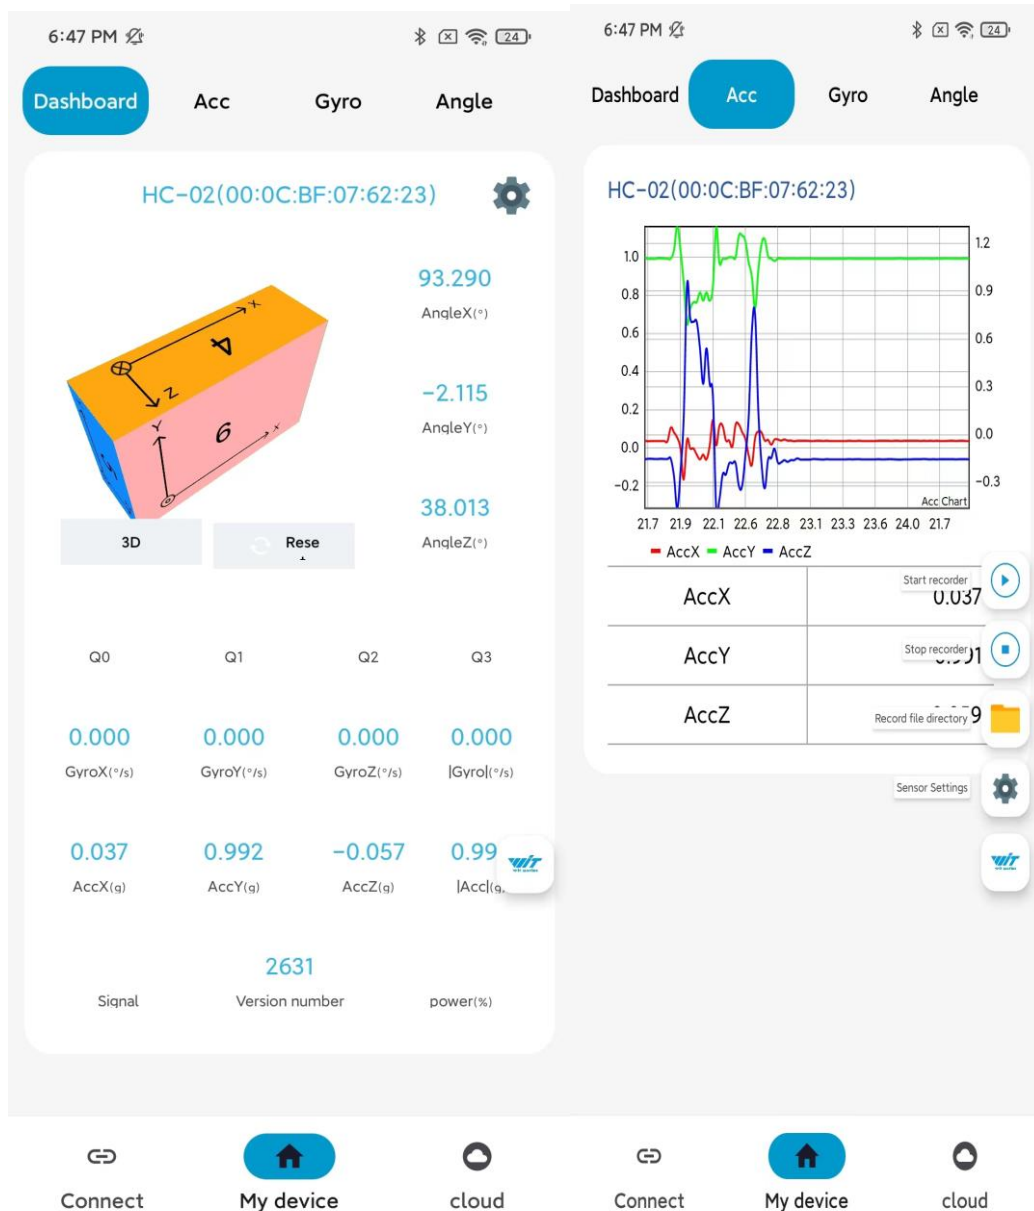 6:47 PM
24
Dashboard Acc Gyro Angle
HC-02(00:0C:BF:07:62:23)
93.290
AngleX(°)
-2.115
AngleY(°)
38.013
AngleZ(°)
X
4
Z
Y
6
X
3D
Rese
Q0 Q1 Q2 Q3
0.000 0.000 0.000 0.000
GyroX(°/s) GyroY(°/s) GyroZ(°/s) |Gyro|(°/s)
0.037 0.992 -0.057 0.99
AccX(g) AccY(g) AccZ(g) |Acc|(g
WIT
2631
Signal Version number power(%)
Connect My device cloud
6:47 PM
24
Dashboard Acc Gyro Angle
HC-02(00:0C:BF:07:62:23)
1.0
0.8
0.6
0.4
0.2
0.0
-0.2
1.2
0.9
0.6
0.3
0.0
-0.3
Acc Chart
21.7 21.9 22.1 22.6 22.8 23.1 23.3 23.6 24.0 21.7
AccX AccY AccZ
Start recorder
AccX 0.037
Stop recorder
AccY
Record file directory
AccZ
Sensor Settings
WIT
Connect My device cloud